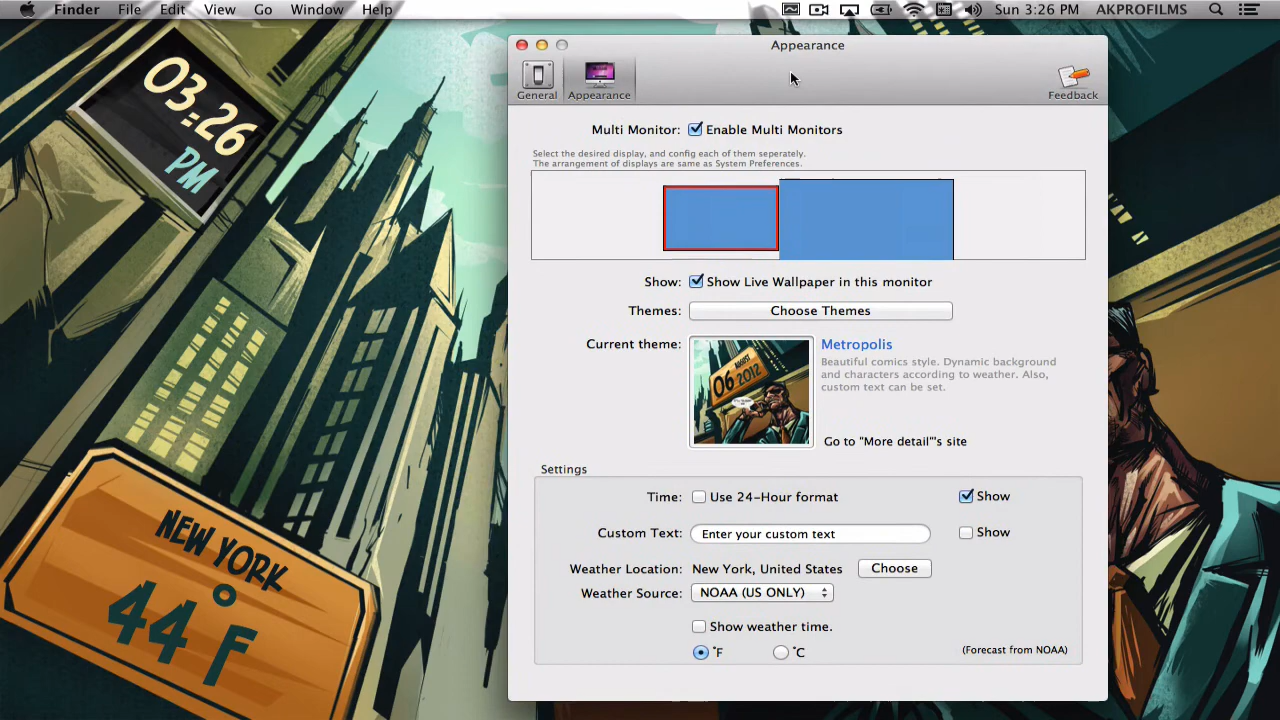 Finder File Edit View Go Window Help Sun 3:26 PM AKPROFILMS
Appearance
General Appearance Feedback
Multi Monitor: Enable Multi Monitors
Select the desired display, and config each of them seperately.
The arrangement of displays are same as System Preferences.
Show: Show Live Wallpaper in this monitor
Themes: Choose Themes
Current theme: Metropolis
Beautiful comics style. Dynamic background
and characters according to weather. Also,
custom text can be set.
06 AUGUST 2012
Go to "More detail"'s site
Settings
Time: Use 24-Hour format Show
Custom Text: Enter your custom text Show
Weather Location: New York, United States Choose
Weather Source: NOAA (US ONLY)
Show weather time.
°F °C (Forecast from NOAA)
03:26
PM
NEW YORK
44°F